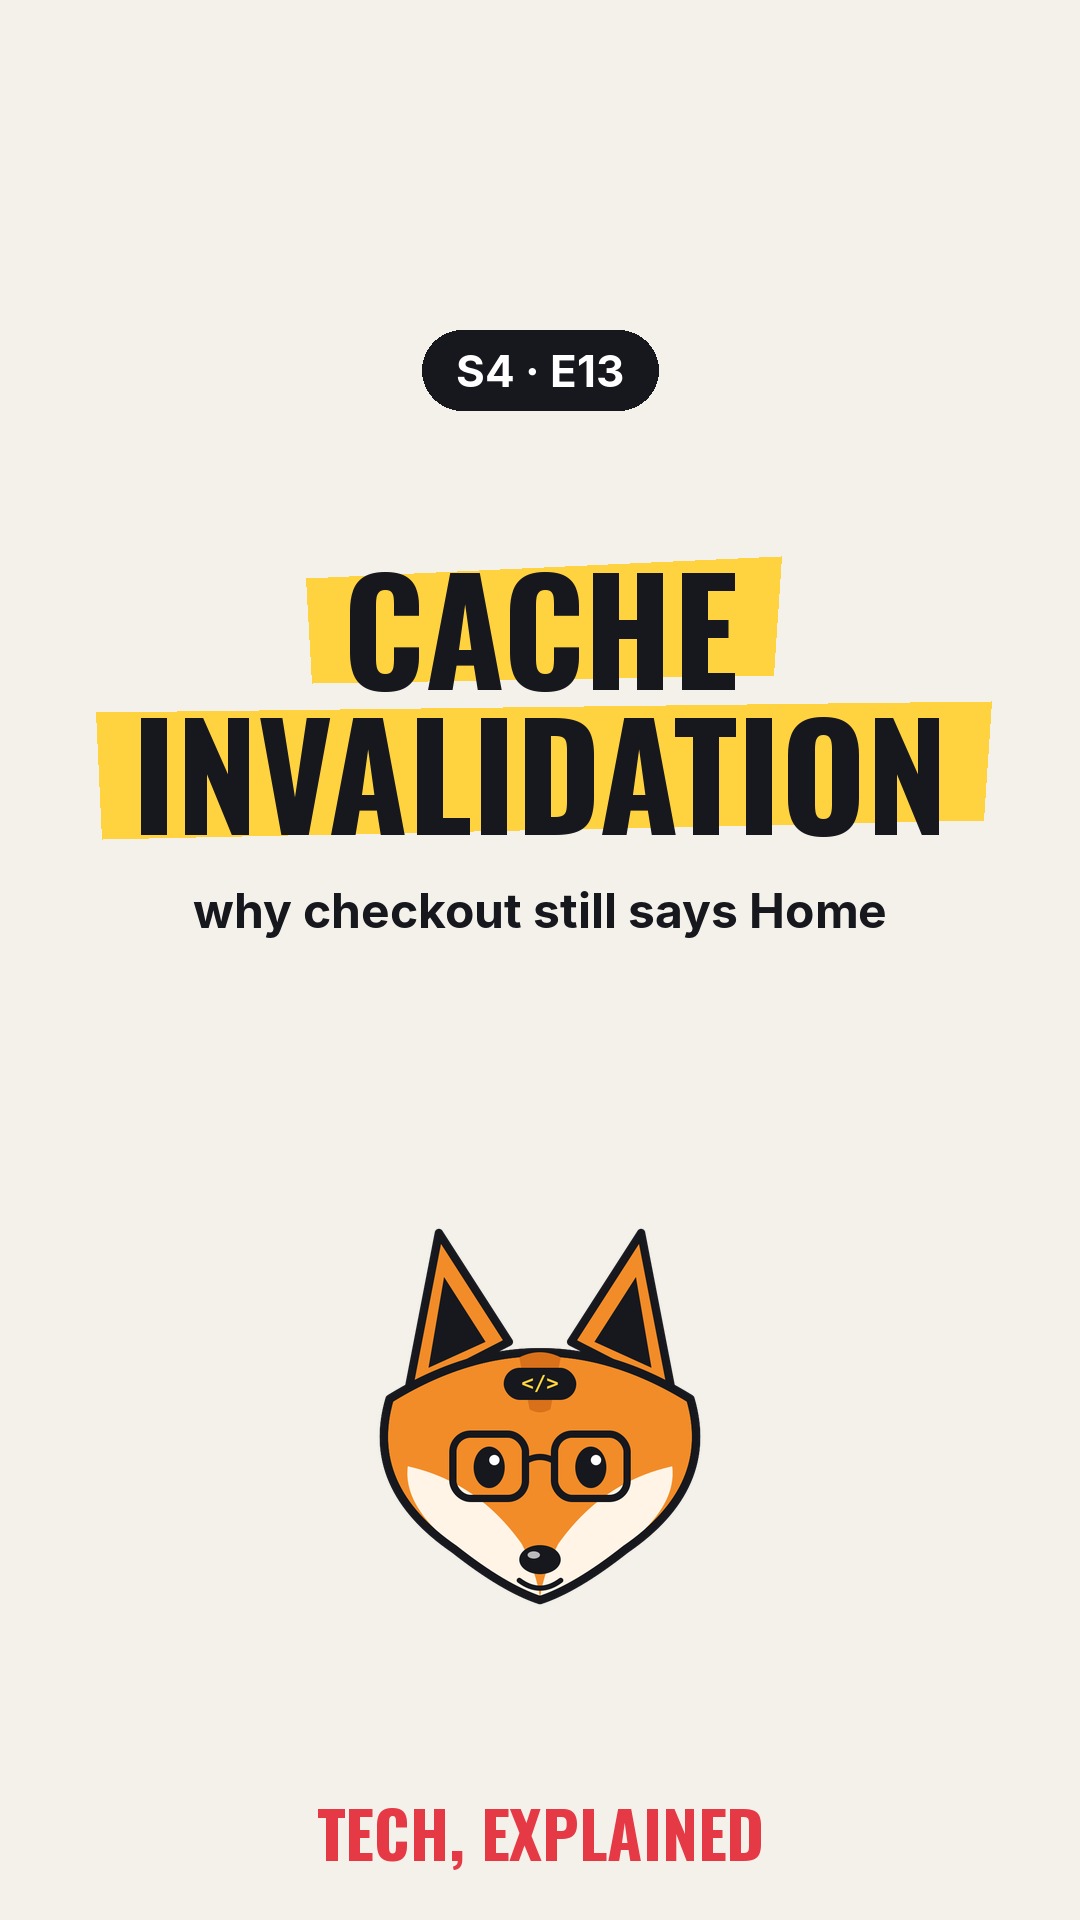 S4 · E13
CACHE
INVALIDATION
why checkout still says Home
</>
TECH, EXPLAINED